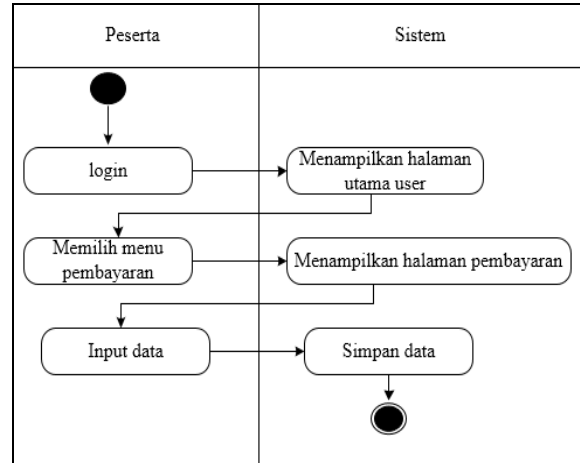 Peserta
Sistem
login
Menampilkan halaman
utama user
Memilih menu
pembayaran
Menampilkan halaman pembayaran
Input data
Simpan data